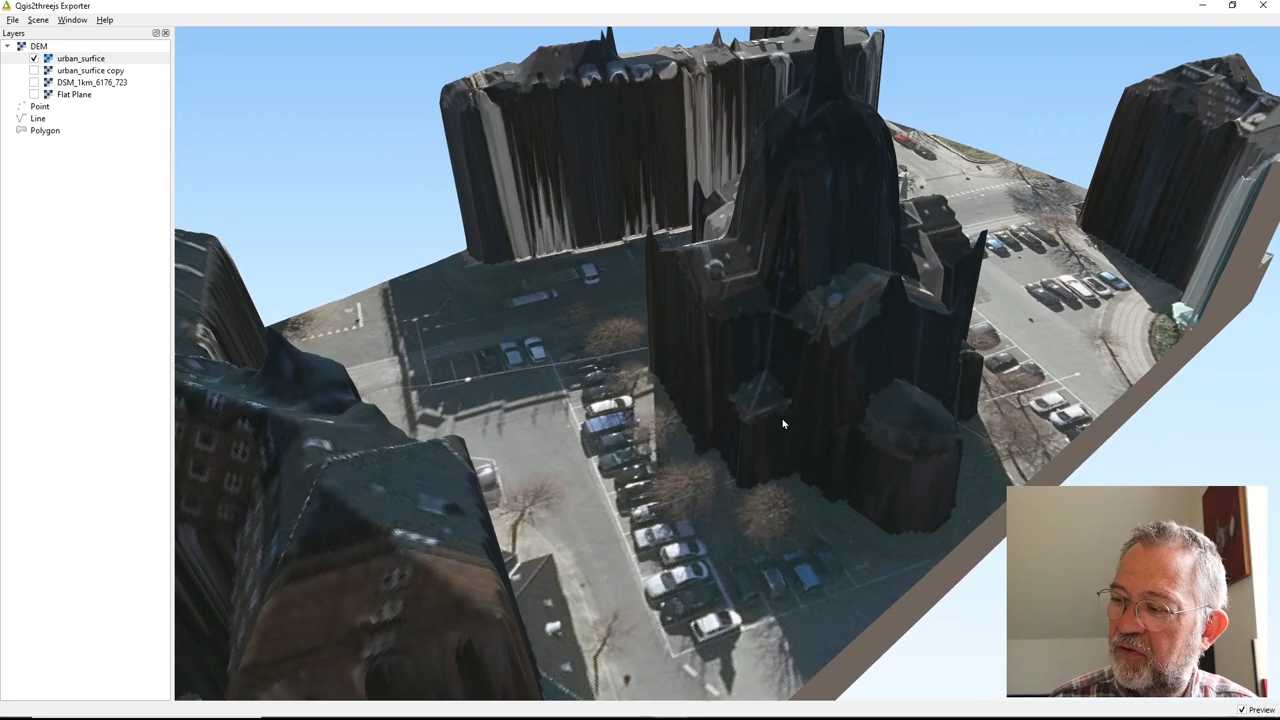 Qgis2threejs Exporter
File Scene Window Help
Layers
DEM
urban_surfice
urban_surfice copy
DSM_1km_6176_723
Flat Plane
Point
Line
Polygon
Preview